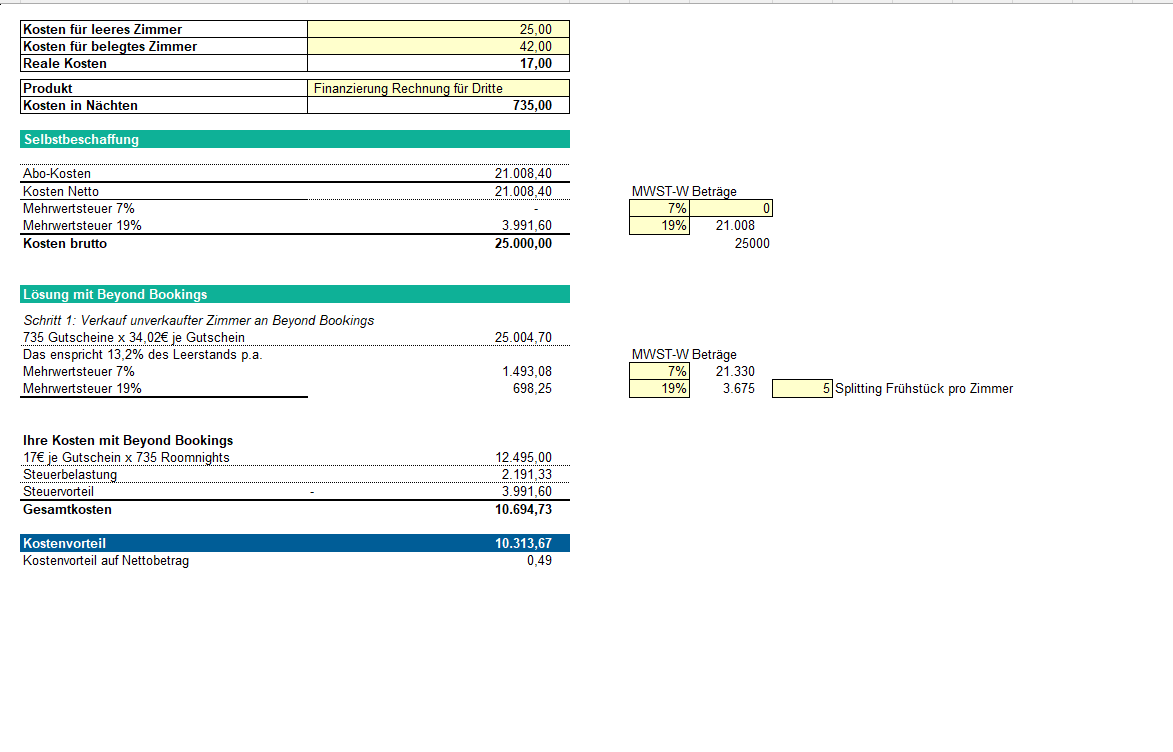 Kosten für leeres Zimmer 25,00
Kosten für belegtes Zimmer 42,00
Reale Kosten 17,00
Produkt Finanzierung Rechnung für Dritte
Kosten in Nächten 735,00
Selbstbeschaffung
Abo-Kosten 21.008,40
Kosten Netto 21.008,40 MWST-W Beträge
Mehrwertsteuer 7% - 7% 0
Mehrwertsteuer 19% 3.991,60 19% 21.008
Kosten brutto 25.000,00 25000
Lösung mit Beyond Bookings
Schritt 1: Verkauf unverkaufter Zimmer an Beyond Bookings
735 Gutscheine x 34,02€ je Gutschein 25.004,70
Das enspricht 13,2% des Leerstands p.a. MWST-W Beträge
Mehrwertsteuer 7% 1.493,08 7% 21.330
Mehrwertsteuer 19% 698,25 19% 3.675 5 Splitting Frühstück pro Zimmer
Ihre Kosten mit Beyond Bookings
17€ je Gutschein x 735 Roomnights 12.495,00
Steuerbelastung 2.191,33
Steuervorteil - 3.991,60
Gesamtkosten 10.694,73
Kostenvorteil 10.313,67
Kostenvorteil auf Nettobetrag 0,49